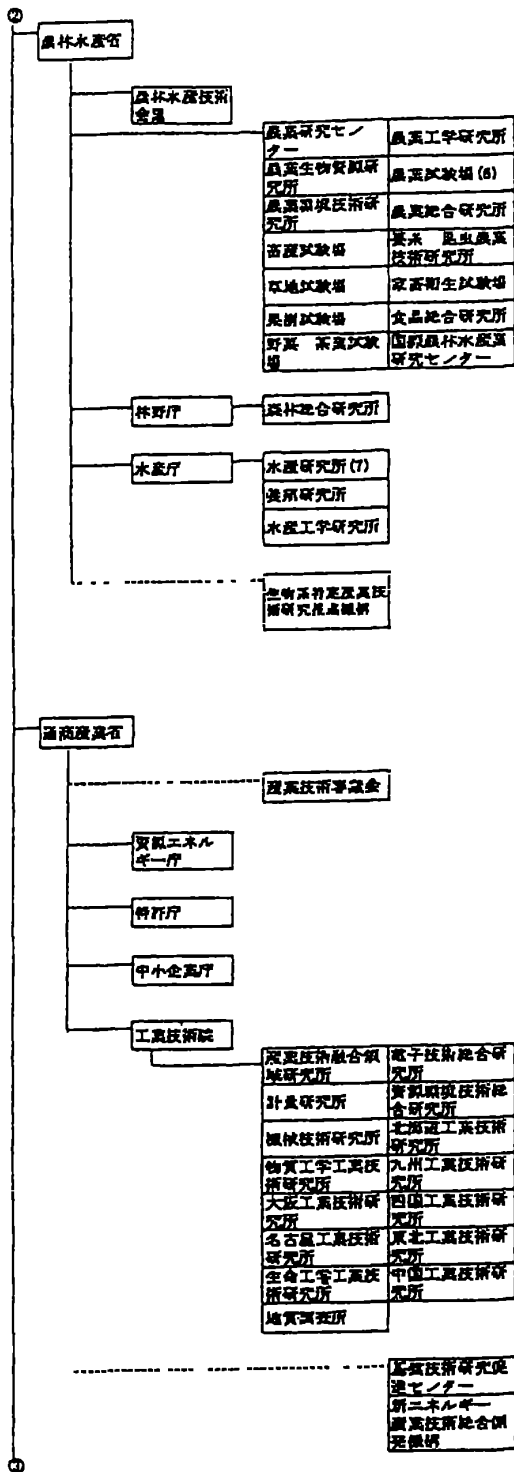 ②
農林水産省
農林水産技術
会議
農業研究セン
ター
農業工学研究所
農業生物資源研
究所
農業試験場(5)
農業環境技術研
究所
農業総合研究所
畜産試験場
蚕糸 昆虫農業
技術研究所
草地試験場
家畜衛生試験場
果樹試験場
食品総合研究所
野菜 茶業試験
場
国際農林水産業
研究センター
林野庁
森林総合研究所
水産庁
水産研究所(7)
養殖研究所
水産工学研究所
生物系特定産業技
術研究推進機構
通商産業省
産業技術審議会
資源エネル
ギー庁
特許庁
中小企業庁
工業技術院
産業技術融合領
域研究所
電子技術総合研
究所
計量研究所
資源環境技術総
合研究所
機械技術研究所
北海道工業技術
研究所
物質工学工業技
術研究所
九州工業技術研
究所
大阪工業技術研
究所
四国工業技術研
究所
名古屋工業技術
研究所
東北工業技術研
究所
生命工学工業技
術研究所
中国工業技術研
究所
地質調査所
基盤技術研究促
進センター
新エネルギー
産業技術総合開
発機構
③